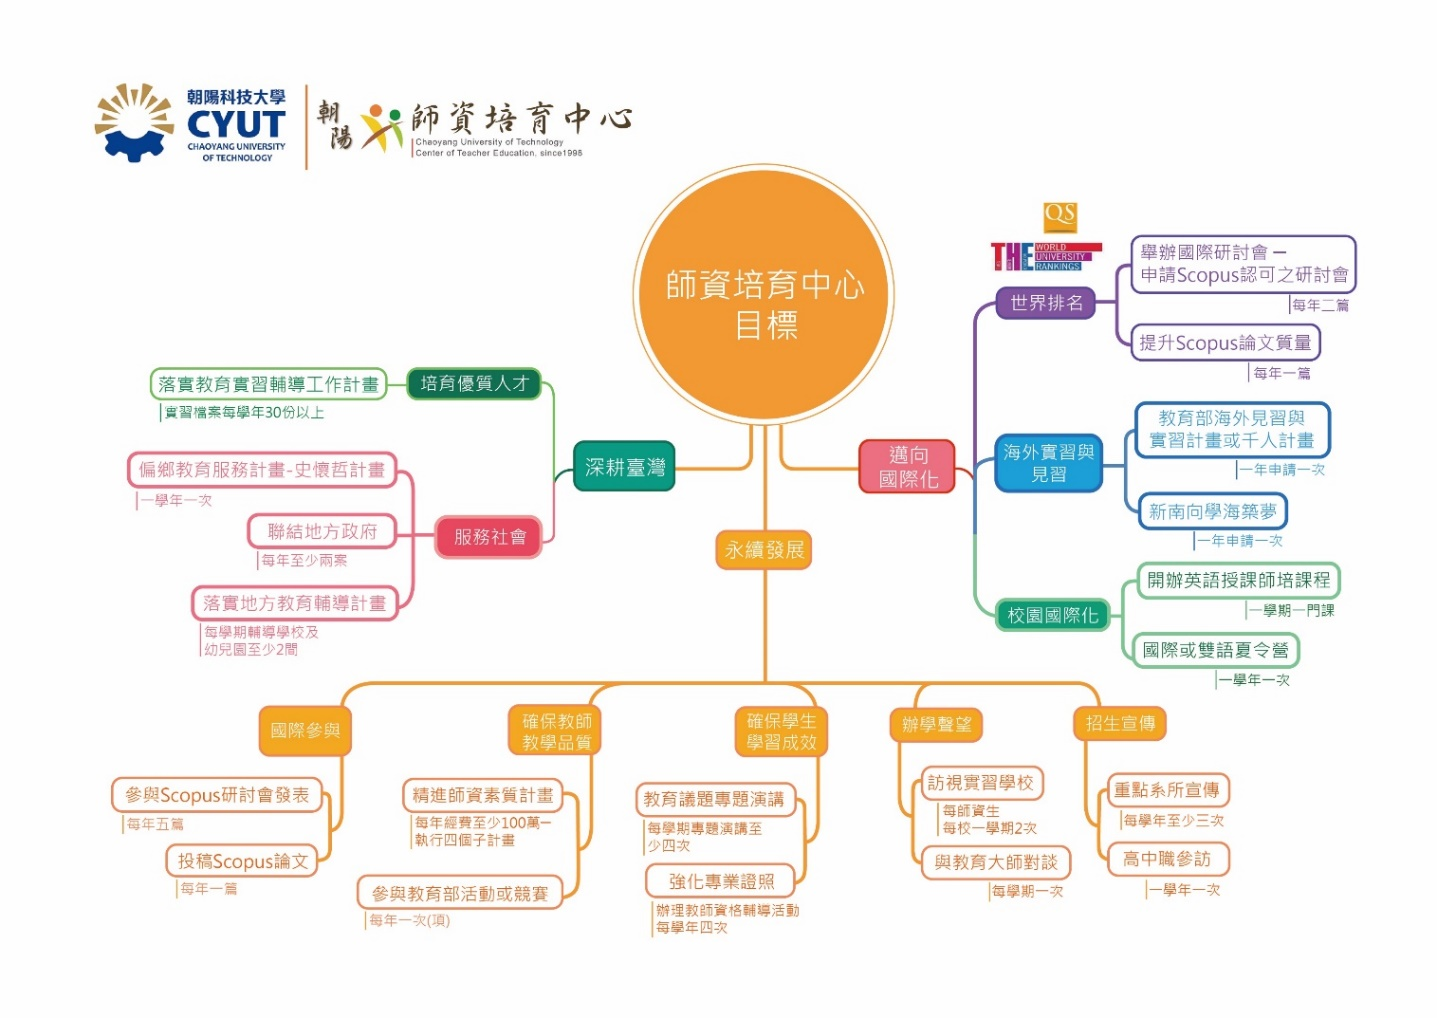 朝陽科技大學
CYUT
CHAOYANG UNIVERSITY
OF TECHNOLOGY
朝陽
師資培育中心
Chaoyang University of Technology
Center of Teacher Education, since1998
師資培育中心
目標
QS
THE WORLD
UNIVERSITY
RANKINGS
深耕臺灣
培育優質人才
落實教育實習輔導工作計畫
實習檔案每學年30份以上
服務社會
偏鄉教育服務計畫-史懷哲計畫
一學年一次
聯結地方政府
每年至少兩案
落實地方教育輔導計畫
每學期輔導學校及
幼兒園至少2間
邁向
國際化
世界排名
舉辦國際研討會－
申請Scopus認可之研討會
每年二篇
提升Scopus論文質量
每年一篇
海外實習與
見習
教育部海外見習與
實習計畫或千人計畫
一年申請一次
新南向學海築夢
一年申請一次
校園國際化
開辦英語授課師培課程
一學期一門課
國際或雙語夏令營
一學年一次
永續發展
國際參與
參與Scopus研討會發表
每年五篇
投稿Scopus論文
每年一篇
確保教師
教學品質
精進師資素質計畫
每年經費至少100萬－
執行四個子計畫
參與教育部活動或競賽
每年一次(項)
確保學生
學習成效
教育議題專題演講
每學期專題演講至
少四次
強化專業證照
辦理教師資格輔導活動
每學年四次
辦學聲望
訪視實習學校
每師資生
每校一學期2次
與教育大師對談
每學期一次
招生宣傳
重點系所宣傳
每學年至少三次
高中職參訪
一學年一次